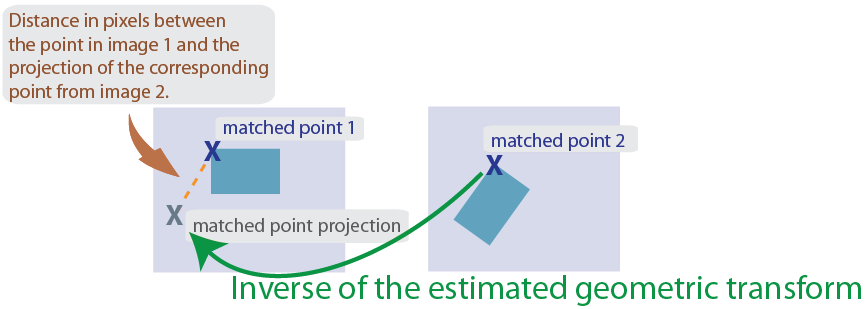 Distance in pixels between
the point in image 1 and the
projection of the corresponding
point from image 2.
matched point 1
X
matched point 2
X
X
matched point projection
Inverse of the estimated geometric transform